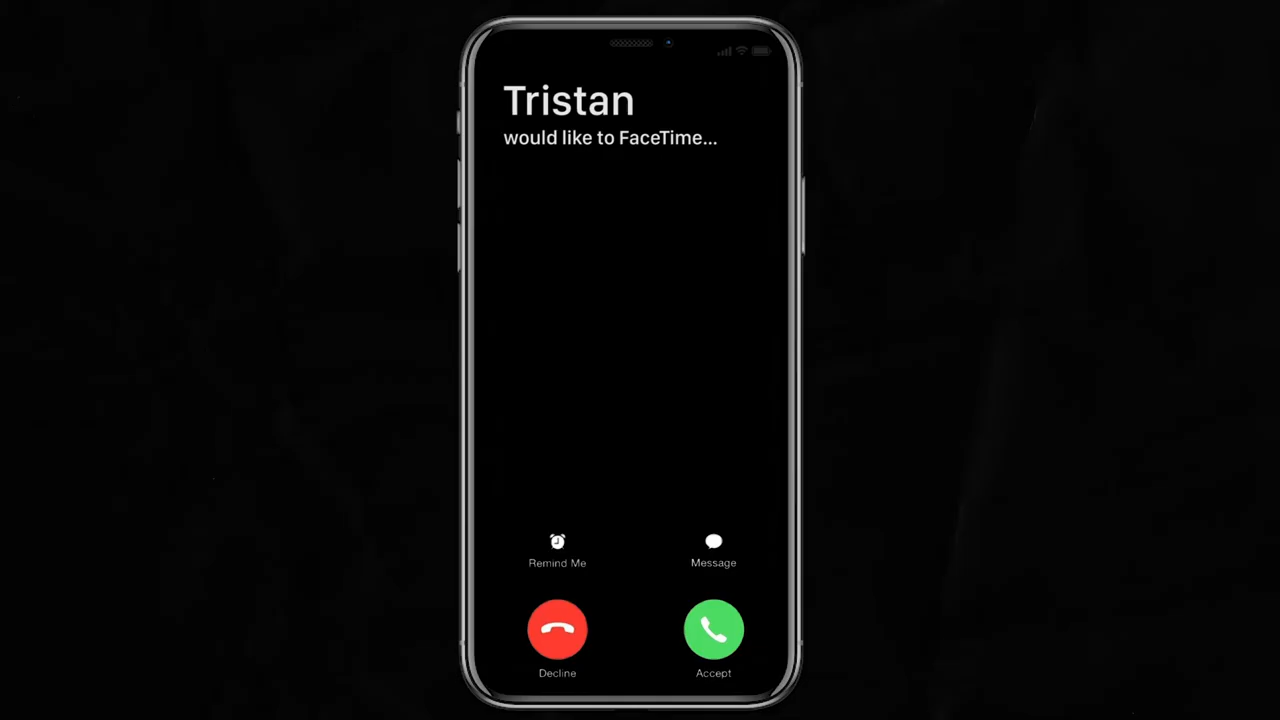 Tristan
would like to FaceTime...
Remind Me
Message
Decline
Accept